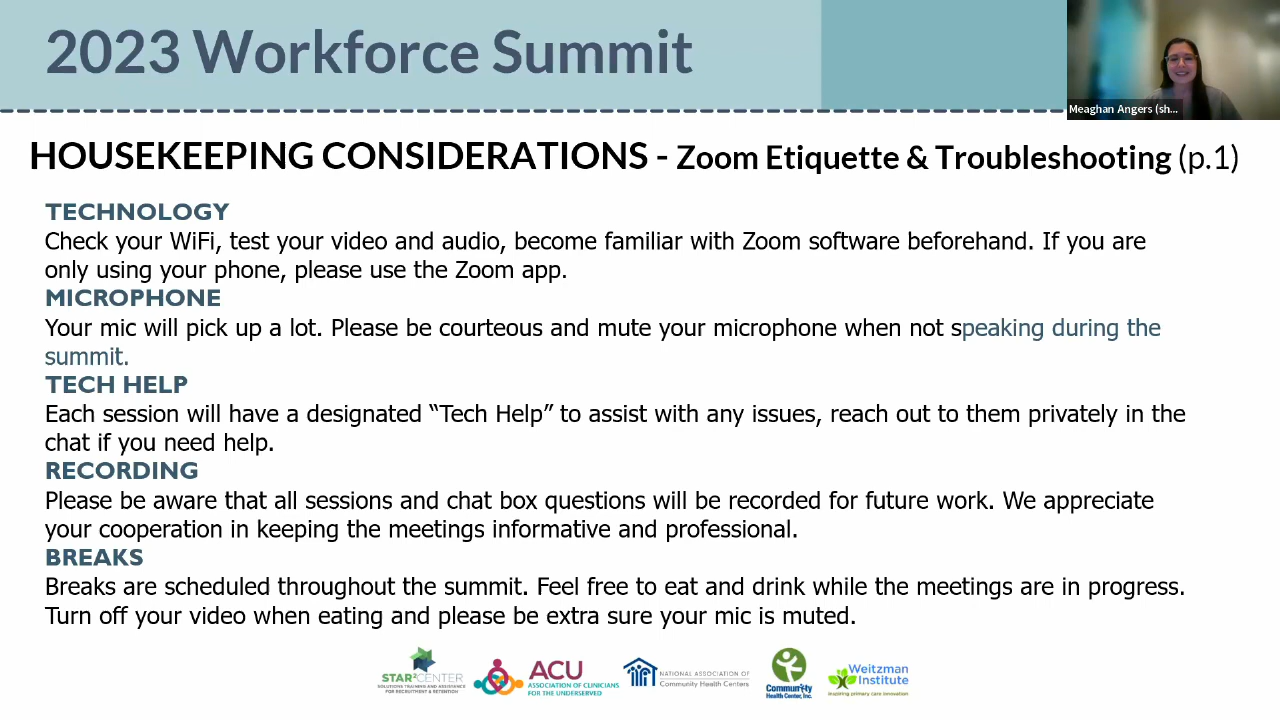 2023 Workforce Summit
Meaghan Angers (sh...
HOUSEKEEPING CONSIDERATIONS - Zoom Etiquette & Troubleshooting (p.1)
TECHNOLOGY
Check your WiFi, test your video and audio, become familiar with Zoom software beforehand. If you are
only using your phone, please use the Zoom app.
MICROPHONE
Your mic will pick up a lot. Please be courteous and mute your microphone when not speaking during the
summit.
TECH HELP
Each session will have a designated “Tech Help” to assist with any issues, reach out to them privately in the
chat if you need help.
RECORDING
Please be aware that all sessions and chat box questions will be recorded for future work. We appreciate
your cooperation in keeping the meetings informative and professional.
BREAKS
Breaks are scheduled throughout the summit. Feel free to eat and drink while the meetings are in progress.
Turn off your video when eating and please be extra sure your mic is muted.
STAR² CENTER
SOLUTIONS TRAINING AND ASSISTANCE
FOR RECRUITMENT & RETENTION
ACU
ASSOCIATION OF CLINICIANS
FOR THE UNDERSERVED
NATIONAL ASSOCIATION OF
Community Health Centers
Community
Health Center, Inc.
Weitzman
Institute
inspiring primary care innovation